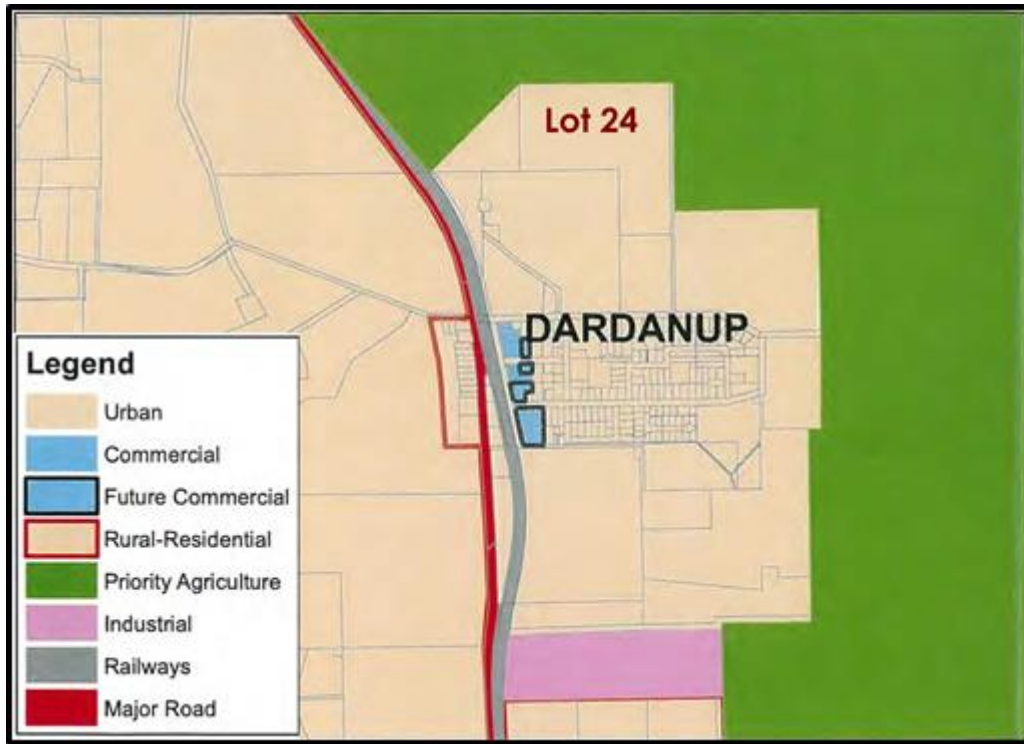 Lot 24
DARDANUP
Legend
Urban
Commercial
Future Commercial
Rural-Residential
Priority Agriculture
Industrial
Railways
Major Road